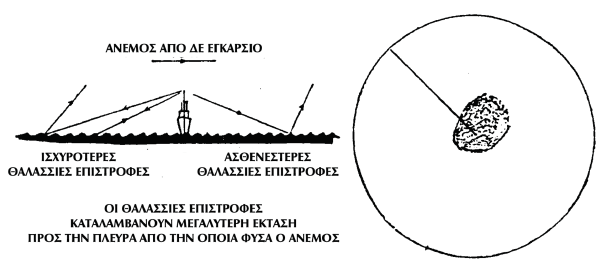 ΑΝΕΜΟΣ ΑΠΟ ΔΕ ΕΓΚΑΡΣΙΟ
ΙΣΧΥΡΟΤΕΡΕΣ
ΘΑΛΑΣΣΙΕΣ ΕΠΙΣΤΡΟΦΕΣ
ΑΣΘΕΝΕΣΤΕΡΕΣ
ΘΑΛΑΣΣΙΕΣ ΕΠΙΣΤΡΟΦΕΣ
ΟΙ ΘΑΛΑΣΣΙΕΣ ΕΠΙΣΤΡΟΦΕΣ
ΚΑΤΑΛΑΜΒΑΝΟΥΝ ΜΕΓΑΛΥΤΕΡΗ ΕΚΤΑΣΗ
ΠΡΟΣ ΤΗΝ ΠΛΕΥΡΑ ΑΠΟ ΤΗΝ ΟΠΟΙΑ ΦΥΣΑ Ο ΑΝΕΜΟΣ